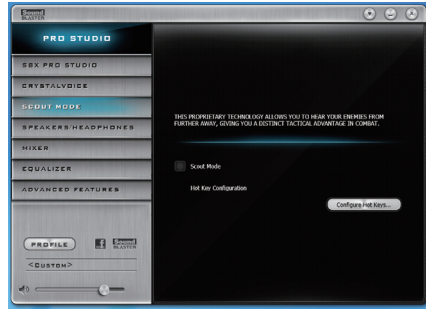 Sound
BLASTER
PRO STUDIO
SBX PRO STUDIO
CRYSTALVOICE
SCOUT MODE
SPEAKERS/HEADPHONES
MIXER
EQUALIZER
ADVANCED FEATURES
THIS PROPRIETARY TECHNOLOGY ALLOWS YOU TO HEAR YOUR ENEMIES FROM
FURTHER AWAY, GIVING YOU A DISTINCT TACTICAL ADVANTAGE IN COMBAT.
Scout Mode
Hot Key Configuration
Configure Hot Keys...
PROFILE
f
Sound
BLASTER
<CUSTOM>